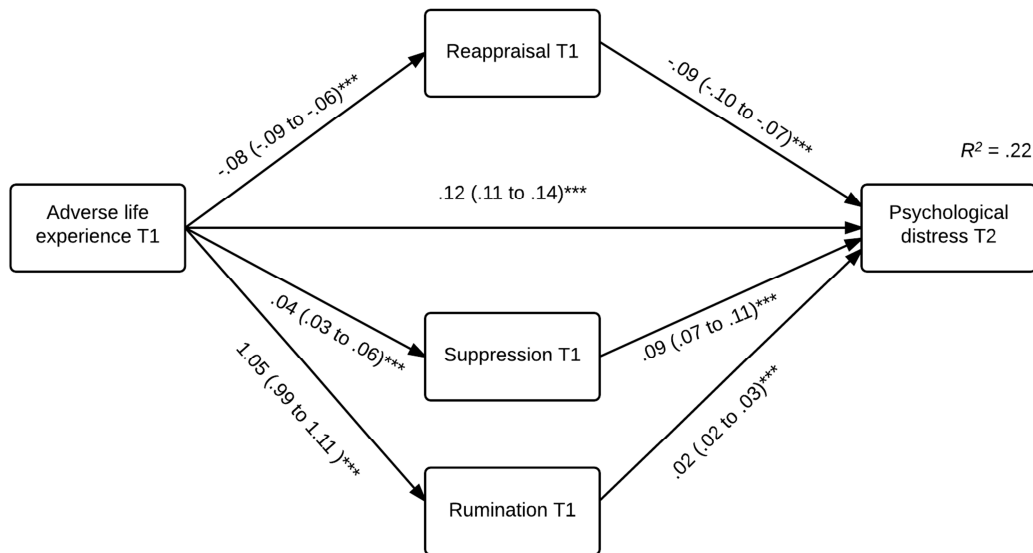 Reappraisal T1
-.08 (-.09 to -.06)***
-.09 (-.10 to -.07)***
R² = .22
.12 (.11 to .14)***
Adverse life
experience T1
Psychological
distress T2
.04 (.03 to .06)***
Suppression T1
.09 (.07 to .11)***
1.05 (.99 to 1.11 )***
.02 (.02 to .03)***
Rumination T1